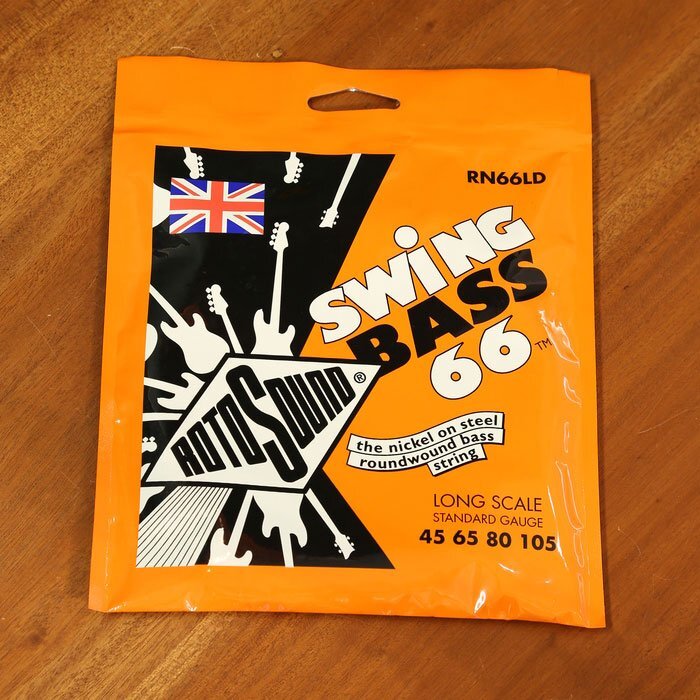 RN66LD
SWiNG
BASS
66™
ROTOSOUND®
the nickel on steel
roundwound bass
string
LONG SCALE
STANDARD GAUGE
45 65 80 105